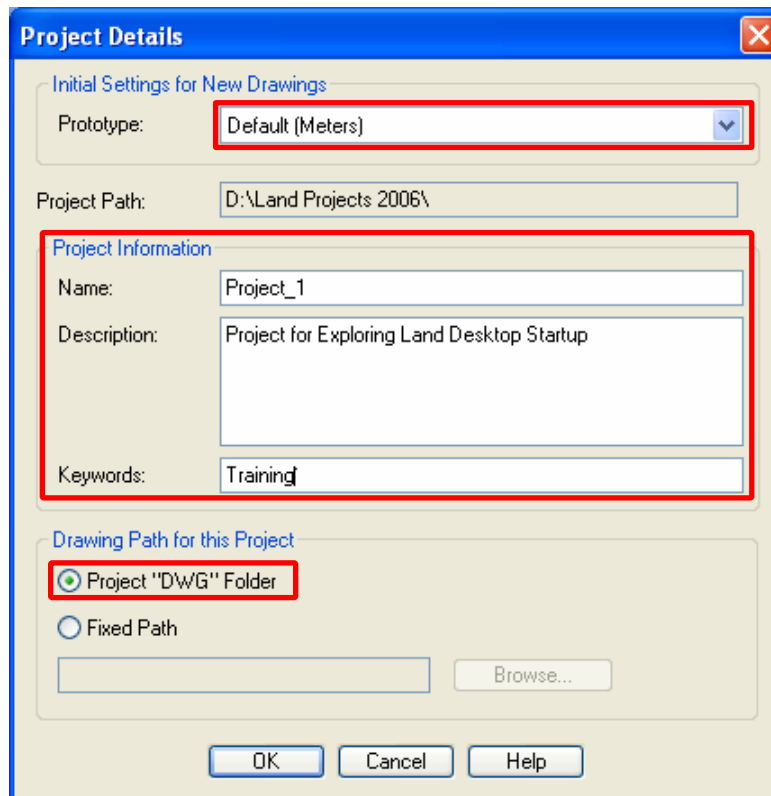 Project Details
Initial Settings for New Drawings
Prototype: Default (Meters)
Project Path: D:\Land Projects 2006\
Project Information
Name: Project_1
Description: Project for Exploring Land Desktop Startup
Keywords: Training
Drawing Path for this Project
Project "DWG" Folder
Fixed Path
Browse...
OK Cancel Help